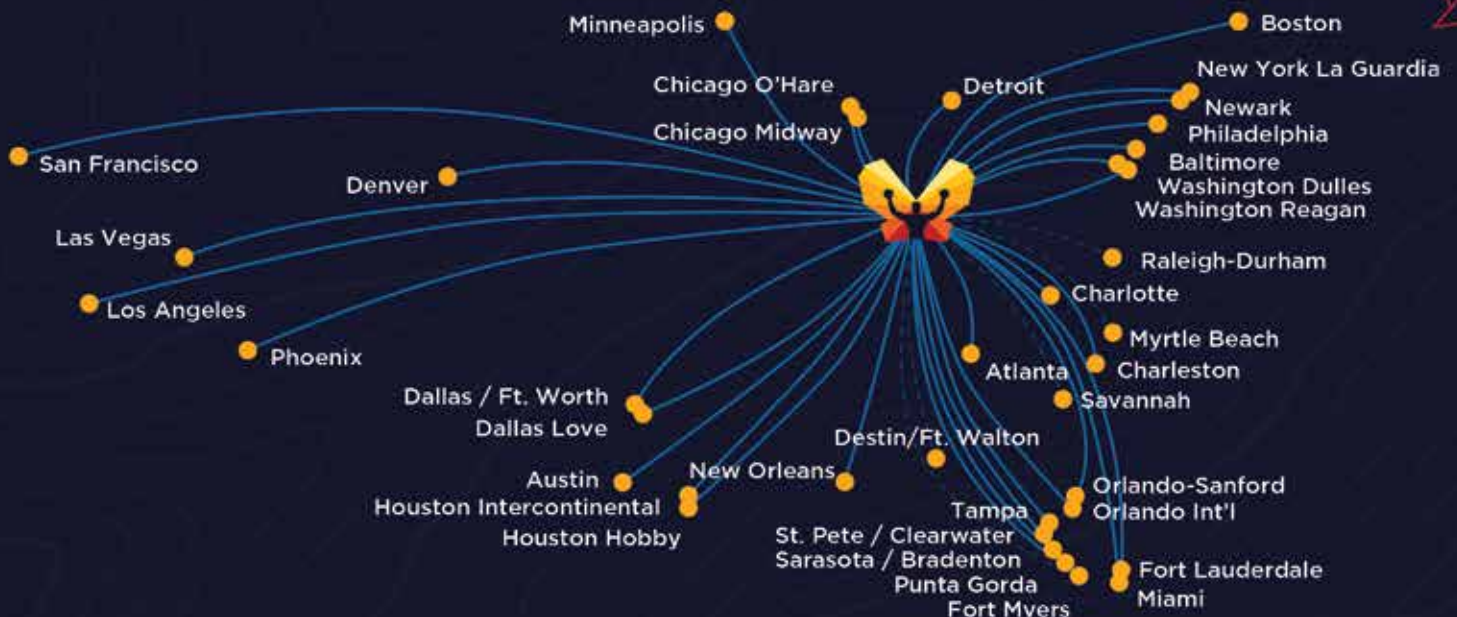 Minneapolis
Boston
New York La Guardia
Chicago O'Hare
Detroit
Newark
Chicago Midway
Philadelphia
San Francisco
Baltimore
Denver
Washington Dulles
Washington Reagan
Las Vegas
Raleigh-Durham
Charlotte
Los Angeles
Myrtle Beach
Phoenix
Atlanta
Charleston
Dallas / Ft. Worth
Savannah
Dallas Love
Destin/Ft. Walton
New Orleans
Austin
Orlando-Sanford
Houston Intercontinental
Tampa
Orlando Int'l
Houston Hobby
St. Pete / Clearwater
Sarasota / Bradenton
Fort Lauderdale
Punta Gorda
Miami
Fort Myers